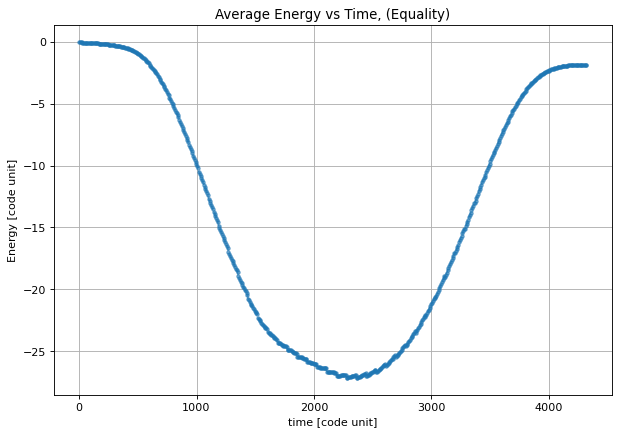 Average Energy vs Time, (Equality)
0
−5
−10
−15
−20
−25
Energy [code unit]
0 1000 2000 3000 4000
time [code unit]